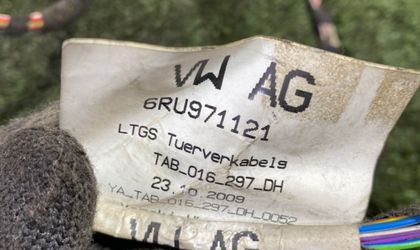 VW AG
6RU971121
LTGS Tuerverkabelg
TAB_016_297_DH
23 10 2009
YA_TAB_016_297_DH_0052
VW AG